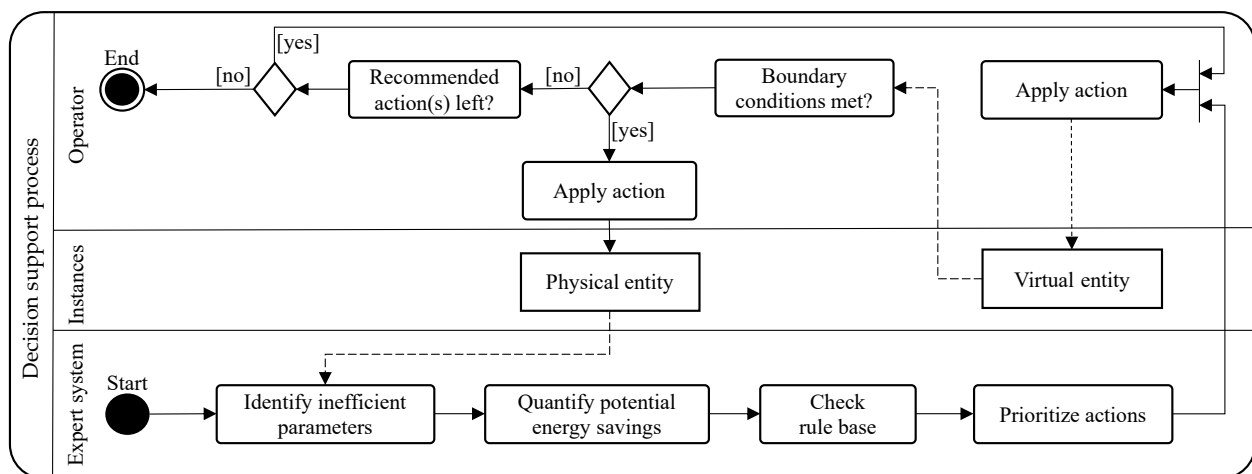 Decision support process
Operator
End
[no]
[yes]
Recommended
action(s) left?
[no]
[yes]
Boundary
conditions met?
Apply action
Apply action
Instances
Physical entity
Virtual entity
Expert system
Start
Identify inefficient
parameters
Quantify potential
energy savings
Check
rule base
Prioritize actions